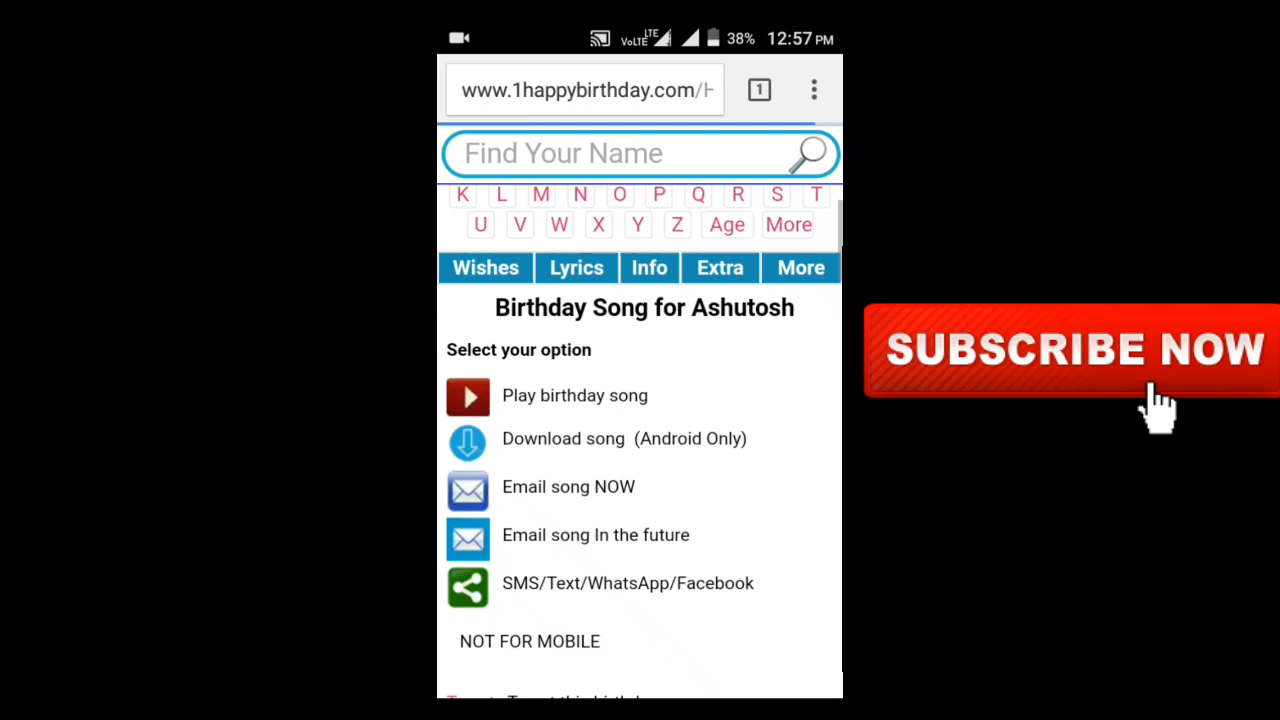 VoLTE LTE 38% 12:57 PM
www.1happybirthday.com/H
1
Find Your Name
K L M N O P Q R S T
U V W X Y Z Age More
Wishes Lyrics Info Extra More
Birthday Song for Ashutosh
Select your option
Play birthday song
SUBSCRIBE NOW
Download song (Android Only)
Email song NOW
Email song In the future
SMS/Text/WhatsApp/Facebook
NOT FOR MOBILE